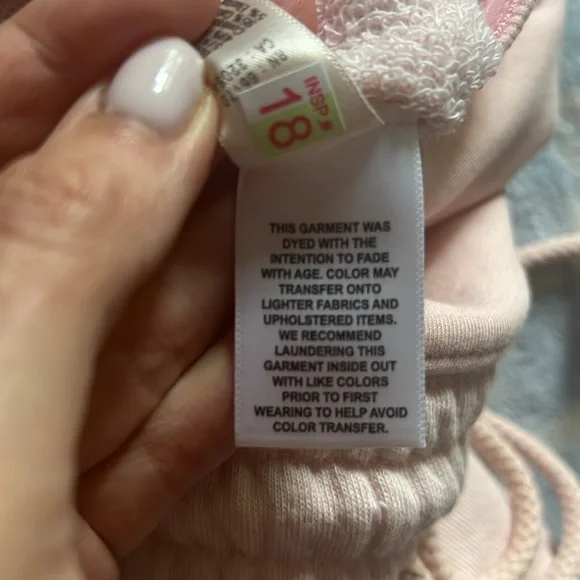 INSP #
18
THIS GARMENT WAS
DYED WITH THE
INTENTION TO FADE
WITH AGE. COLOR MAY
TRANSFER ONTO
LIGHTER FABRICS AND
UPHOLSTERED ITEMS.
WE RECOMMEND
LAUNDERING THIS
GARMENT INSIDE OUT
WITH LIKE COLORS
PRIOR TO FIRST
WEARING TO HELP AVOID
COLOR TRANSFER.